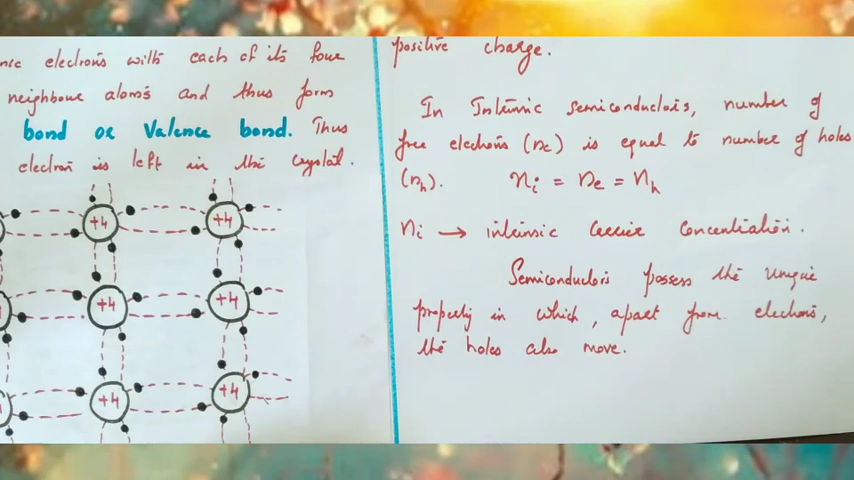 nce electrons with each of its four
neighbour atoms and thus form
bond or Valence bond. Thus
electron is left in the crystal.
+4 +4
+4 +4
+4 +4
positive charge.
In Intrinsic semiconductors, number of
free electrons (ne) is equal to number of holes
(nh). ni = ne = nh
ni → intrinsic carrier concentration.
Semiconductors possess the unique
property in which, apart from electrons,
the holes also move.